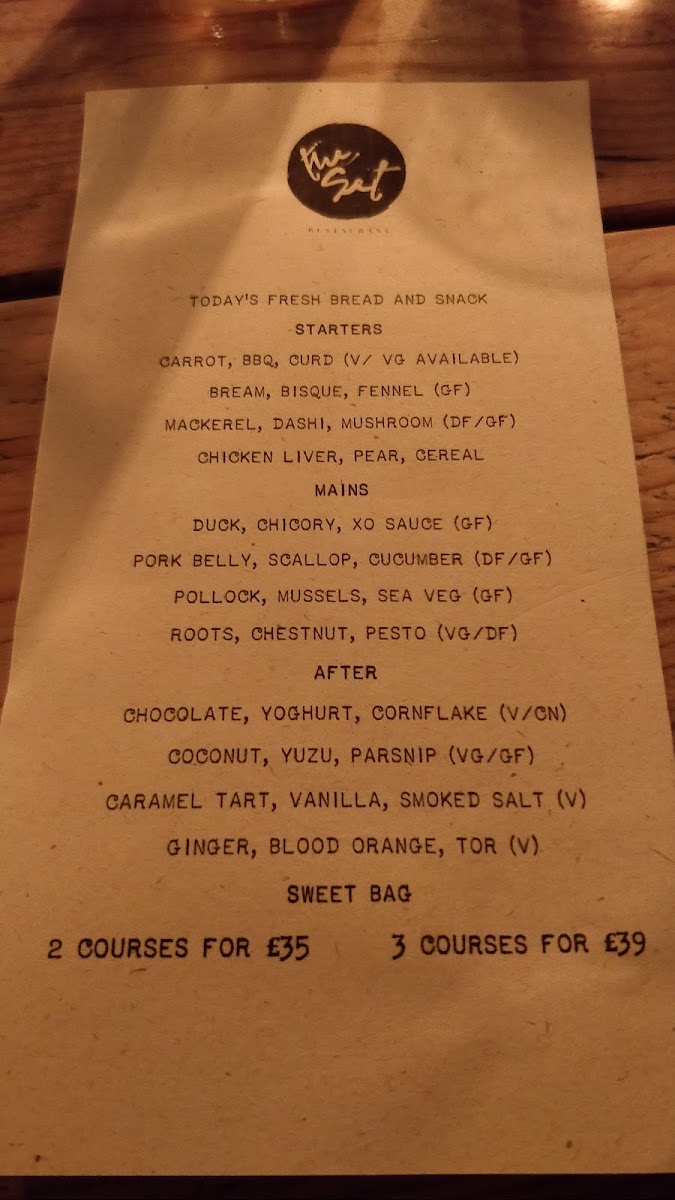 the
Set
RESTAURANT
TODAY'S FRESH BREAD AND SNACK
STARTERS
CARROT, BBQ, CURD (V/ VG AVAILABLE)
BREAM, BISQUE, FENNEL (GF)
MACKEREL, DASHI, MUSHROOM (DF/GF)
CHICKEN LIVER, PEAR, CEREAL
MAINS
DUCK, CHICORY, XO SAUCE (GF)
PORK BELLY, SCALLOP, CUCUMBER (DF/GF)
POLLOCK, MUSSELS, SEA VEG (GF)
ROOTS, CHESTNUT, PESTO (VG/DF)
AFTER
CHOCOLATE, YOGHURT, CORNFLAKE (V/CN)
COCONUT, YUZU, PARSNIP (VG/GF)
CARAMEL TART, VANILLA, SMOKED SALT (V)
GINGER, BLOOD ORANGE, TOR (V)
SWEET BAG
2 COURSES FOR £35 3 COURSES FOR £39